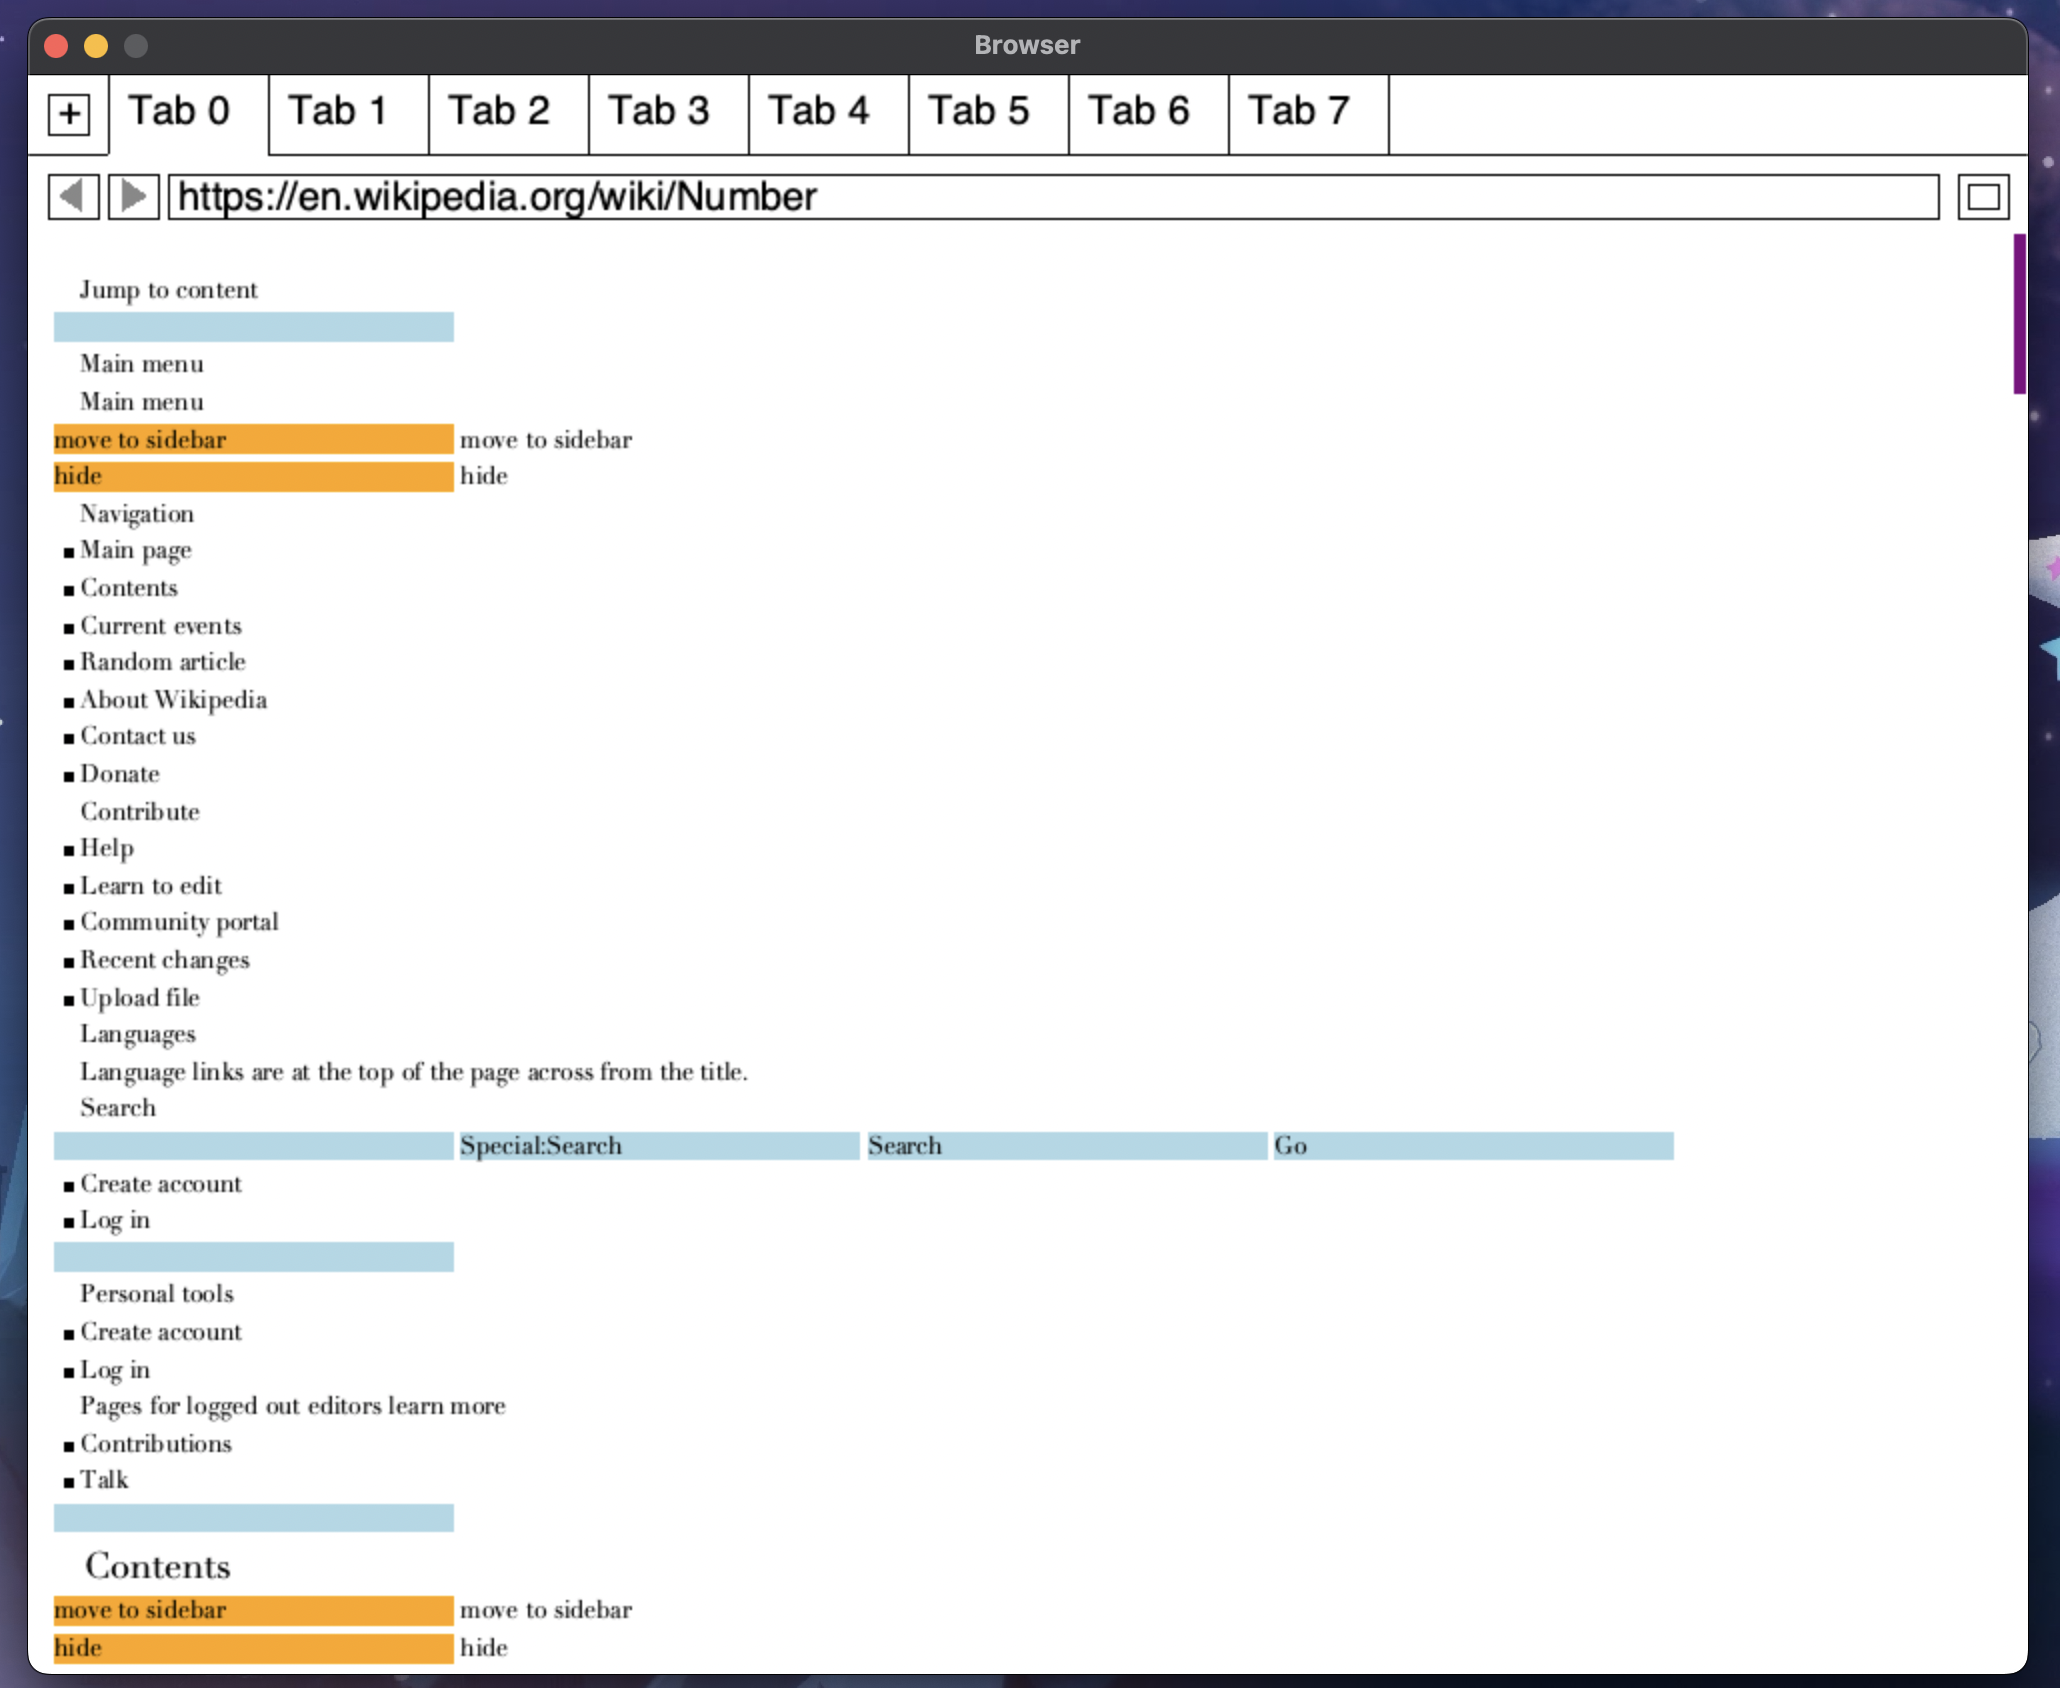 Browser
+ Tab 0 Tab 1 Tab 2 Tab 3 Tab 4 Tab 5 Tab 6 Tab 7
https://en.wikipedia.org/wiki/Number
Jump to content
Main menu
Main menu
move to sidebar move to sidebar
hide hide
Navigation
Main page
Contents
Current events
Random article
About Wikipedia
Contact us
Donate
Contribute
Help
Learn to edit
Community portal
Recent changes
Upload file
Languages
Language links are at the top of the page across from the title.
Search
Special:Search Search Go
Create account
Log in
Personal tools
Create account
Log in
Pages for logged out editors learn more
Contributions
Talk
Contents
move to sidebar move to sidebar
hide hide